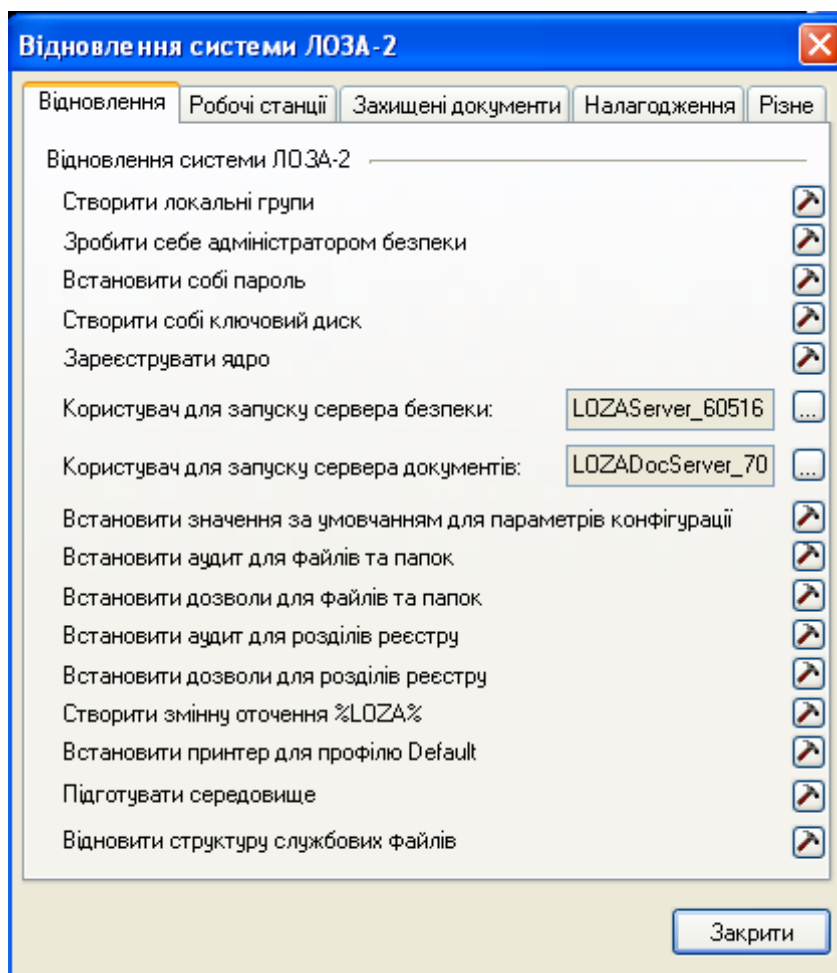 Відновлення системи ЛОЗА-2
Відновлення Робочі станції Захищені документи Налагодження Різне
Відновлення системи ЛОЗА-2
Створити локальні групи
Зробити себе адміністратором безпеки
Встановити собі пароль
Створити собі ключовий диск
Зареєструвати ядро
Користувач для запуску сервера безпеки: LOZAServer_60516 ...
Користувач для запуску сервера документів: LOZADocServer_70 ...
Встановити значення за умовчанням для параметрів конфігурації
Встановити аудит для файлів та папок
Встановити дозволи для файлів та папок
Встановити аудит для розділів реєстру
Встановити дозволи для розділів реєстру
Створити змінну оточення %LOZA%
Встановити принтер для профілю Default
Підготувати середовище
Відновити структуру службових файлів
Закрити